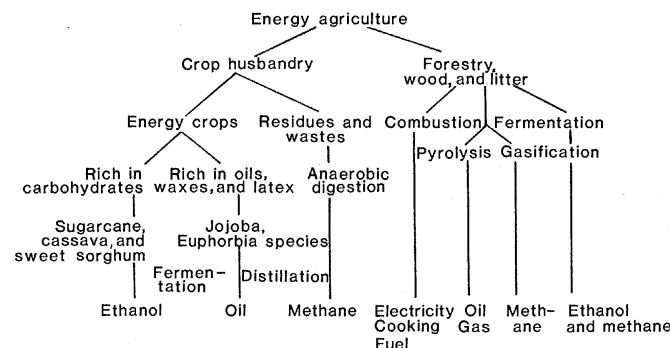 Energy agriculture
Crop husbandry
Forestry,
wood, and litter
Energy crops
Residues and
wastes
Combustion
Fermentation
Pyrolysis
Gasification
Rich in
carbohydrates
Rich in oils,
waxes, and latex
Anaerobic
digestion
Sugarcane,
cassava, and
sweet sorghum
Jojoba,
Euphorbia species
Fermen-
tation
Distillation
Ethanol
Oil
Methane
Electricity
Cooking
Fuel
Oil
Gas
Meth-
ane
Ethanol
and methane